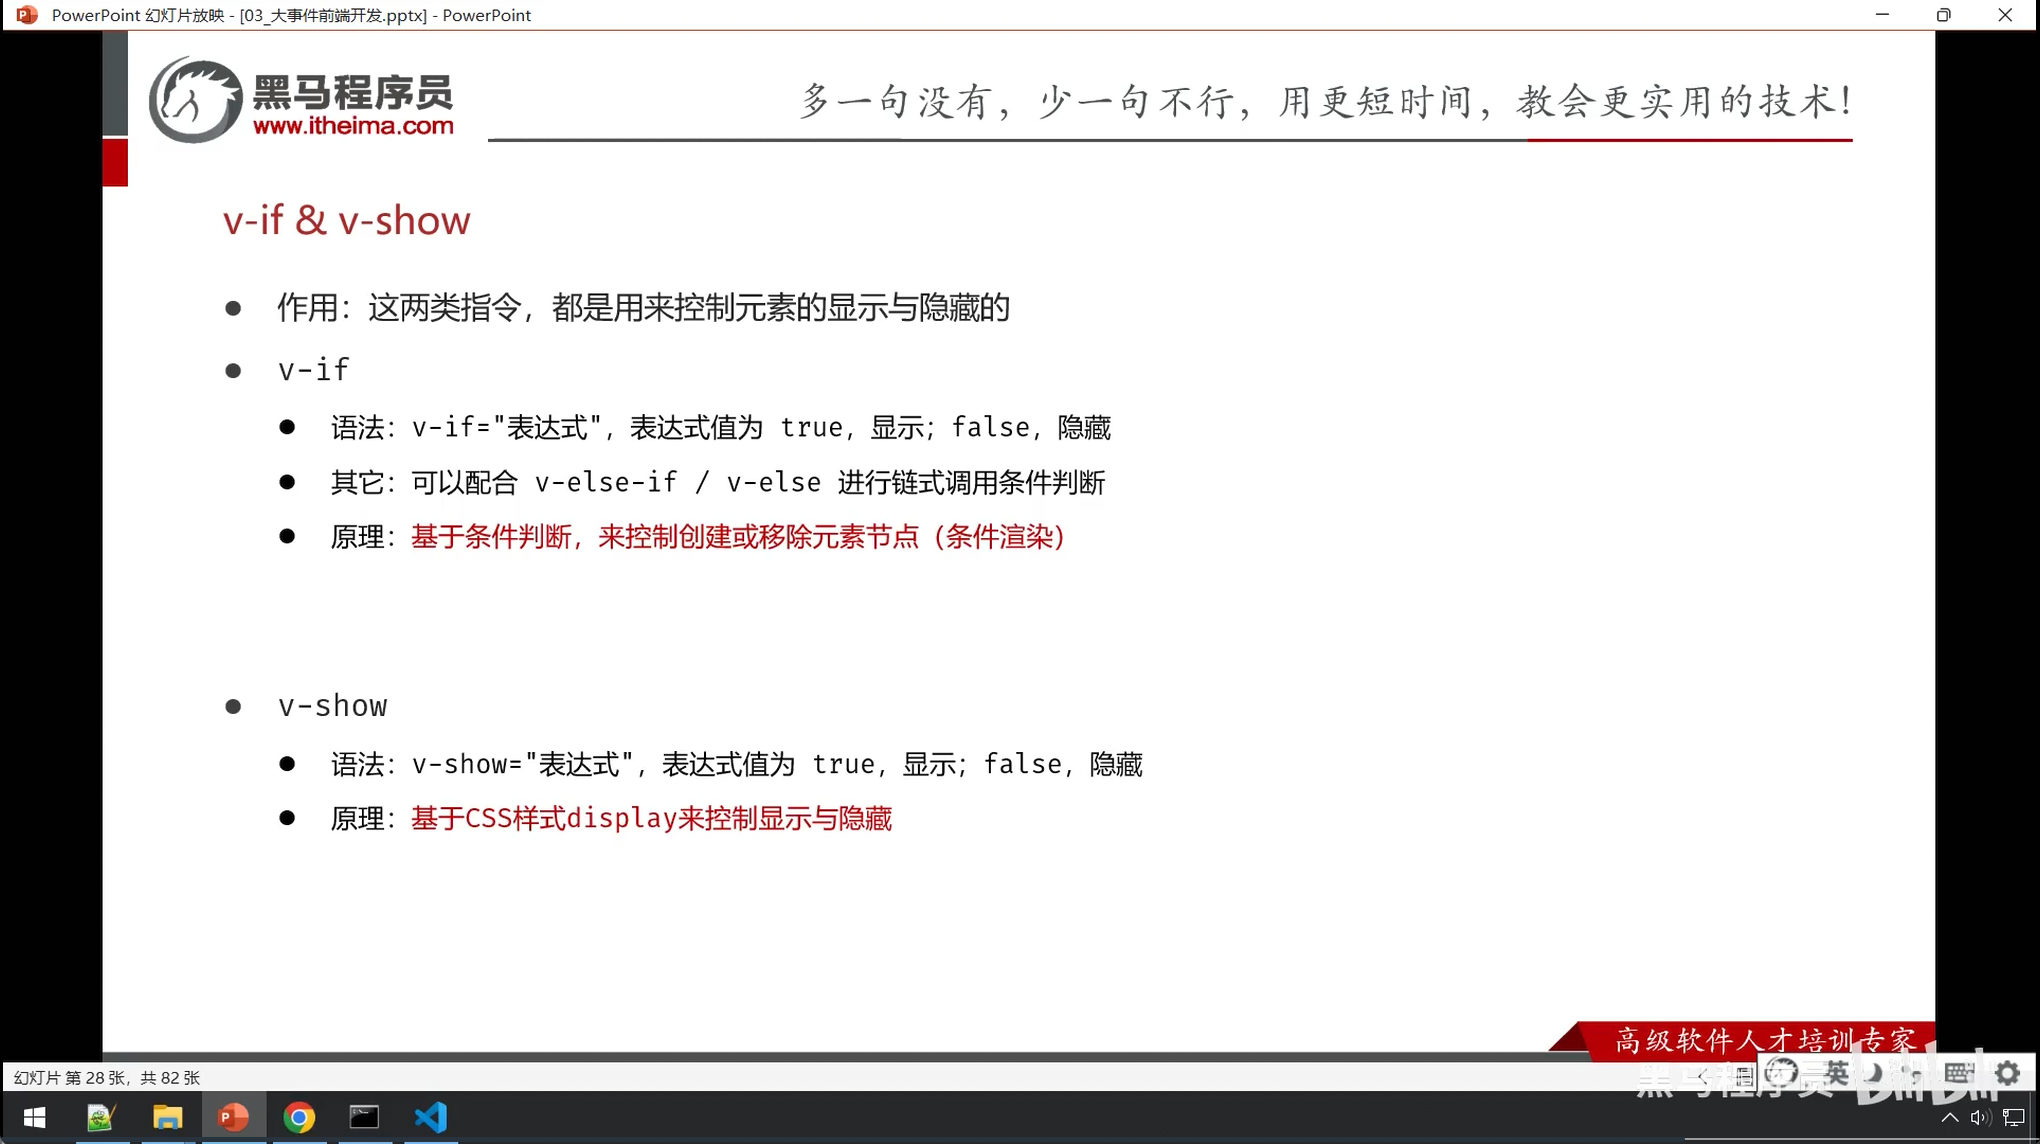 PowerPoint 幻灯片放映 - [03_大事件前端开发.pptx] - PowerPoint
黑马程序员
www.itheima.com
多一句没有，少一句不行，用更短时间，教会更实用的技术！
v-if & v-show
作用：这两类指令，都是用来控制元素的显示与隐藏的
v-if
语法：v-if="表达式"，表达式值为 true，显示；false，隐藏
其它：可以配合 v-else-if / v-else 进行链式调用条件判断
原理：基于条件判断，来控制创建或移除元素节点（条件渲染）
v-show
语法：v-show="表达式"，表达式值为 true，显示；false，隐藏
原理：基于CSS样式display来控制显示与隐藏
高级软件人才培训专家
幻灯片 第 28 张，共 82 张
黑马程序员
英
bilibili